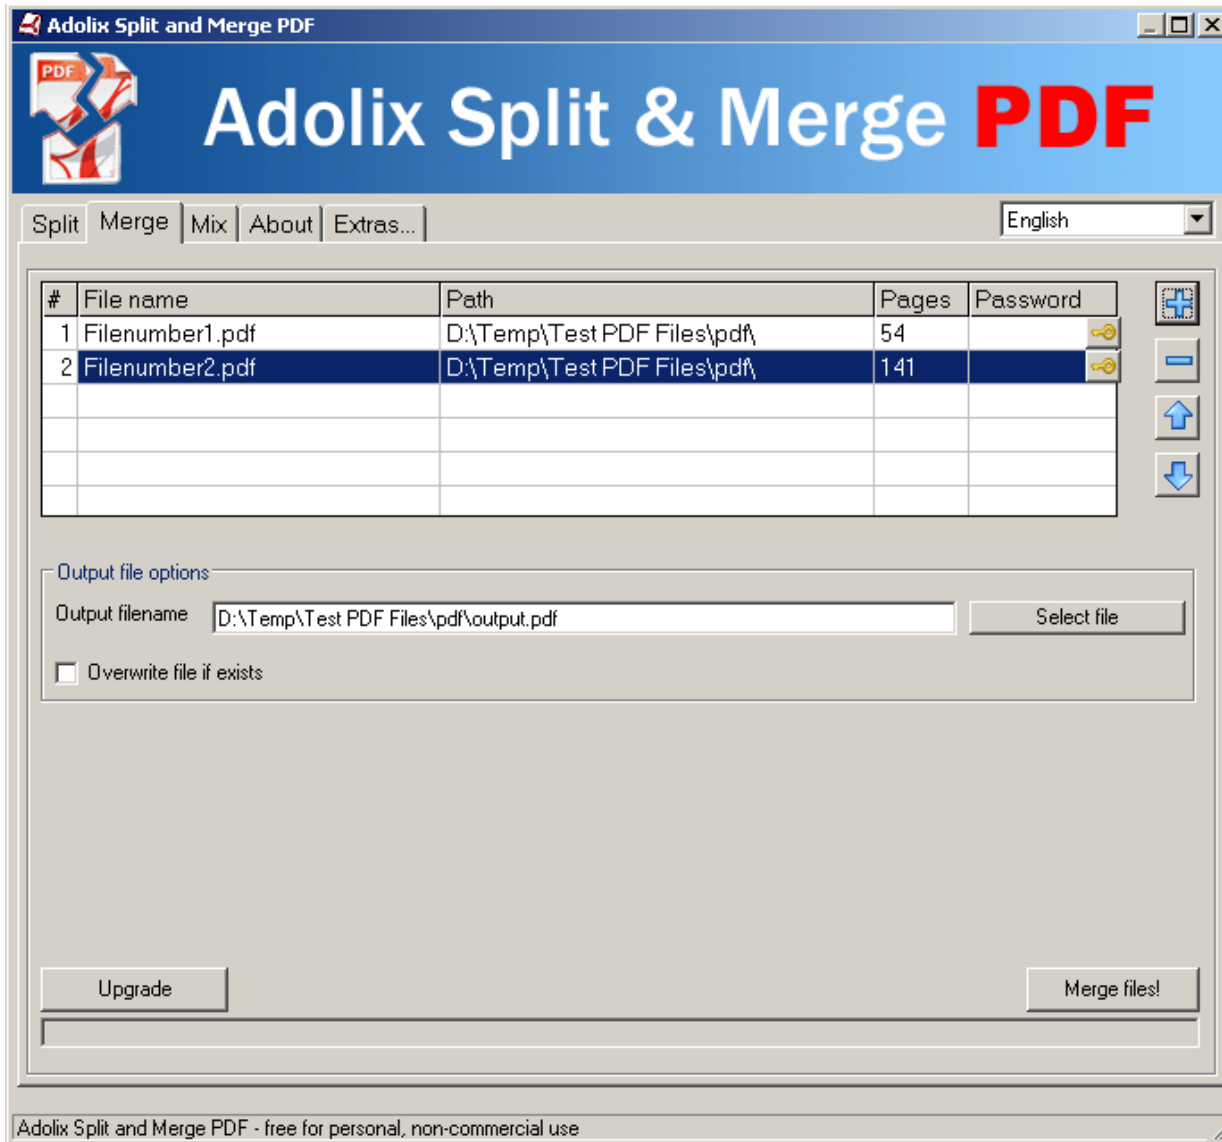 Adolix Split and Merge PDF
PDF
Adolix Split & Merge PDF
Split Merge Mix About Extras... English
# File name Path Pages Password
1 Filenumber1.pdf D:\Temp\Test PDF Files\pdf\ 54
2 Filenumber2.pdf D:\Temp\Test PDF Files\pdf\ 141
Output file options
Output filename D:\Temp\Test PDF Files\pdf\output.pdf Select file
Overwrite file if exists
Upgrade Merge files!
Adolix Split and Merge PDF - free for personal, non-commercial use